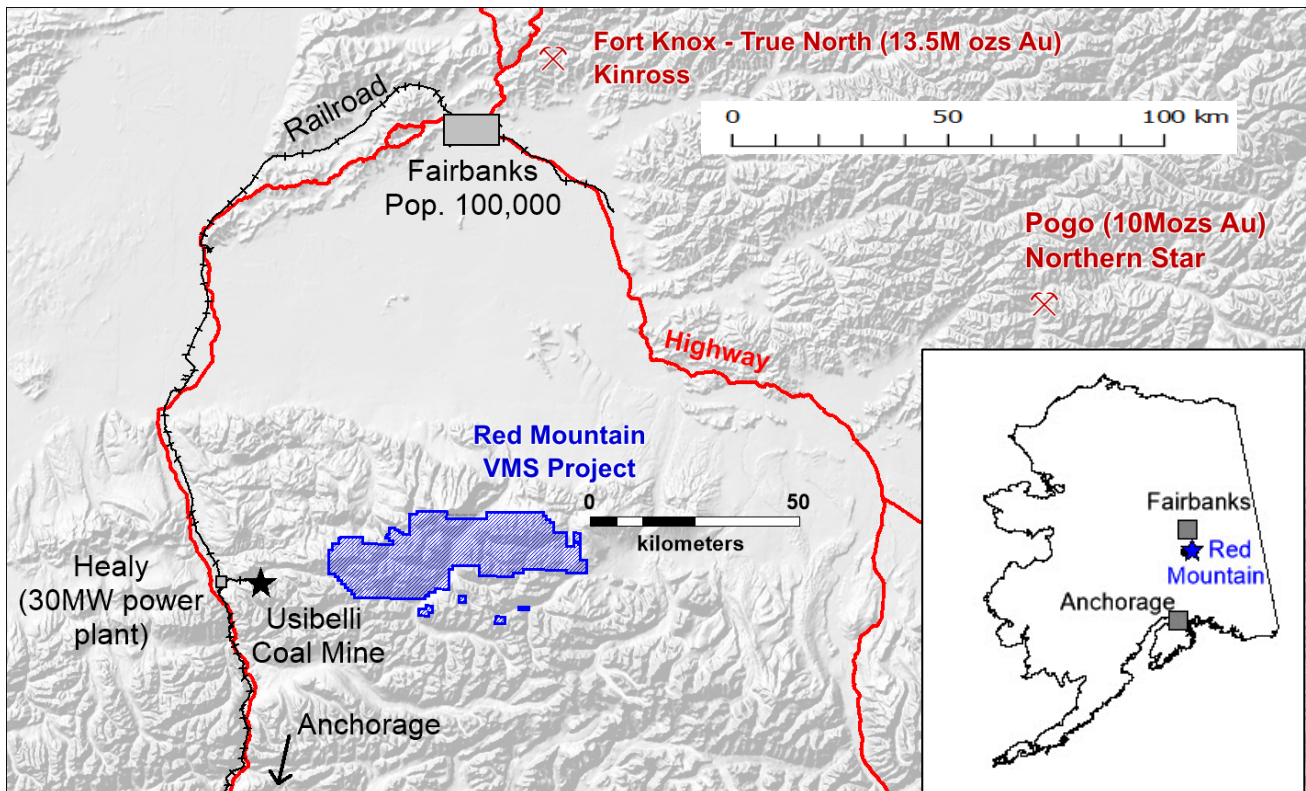 Fort Knox - True North (13.5M ozs Au)
Kinross
Railroad
0 50 100 km
Fairbanks
Pop. 100,000
Pogo (10Mozs Au)
Northern Star
Highway
Red Mountain
VMS Project
0 50
kilometers
Healy
(30MW power
plant)
Usibelli
Coal Mine
Anchorage
Fairbanks
Red
Mountain
Anchorage